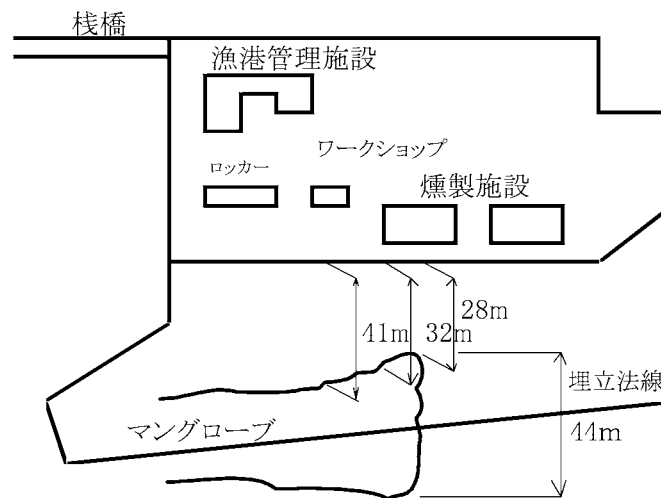 桟橋
漁港管理施設
ワークショップ
ロッカー
燻製施設
28m
41m
32m
埋立法線
マングローブ
44m